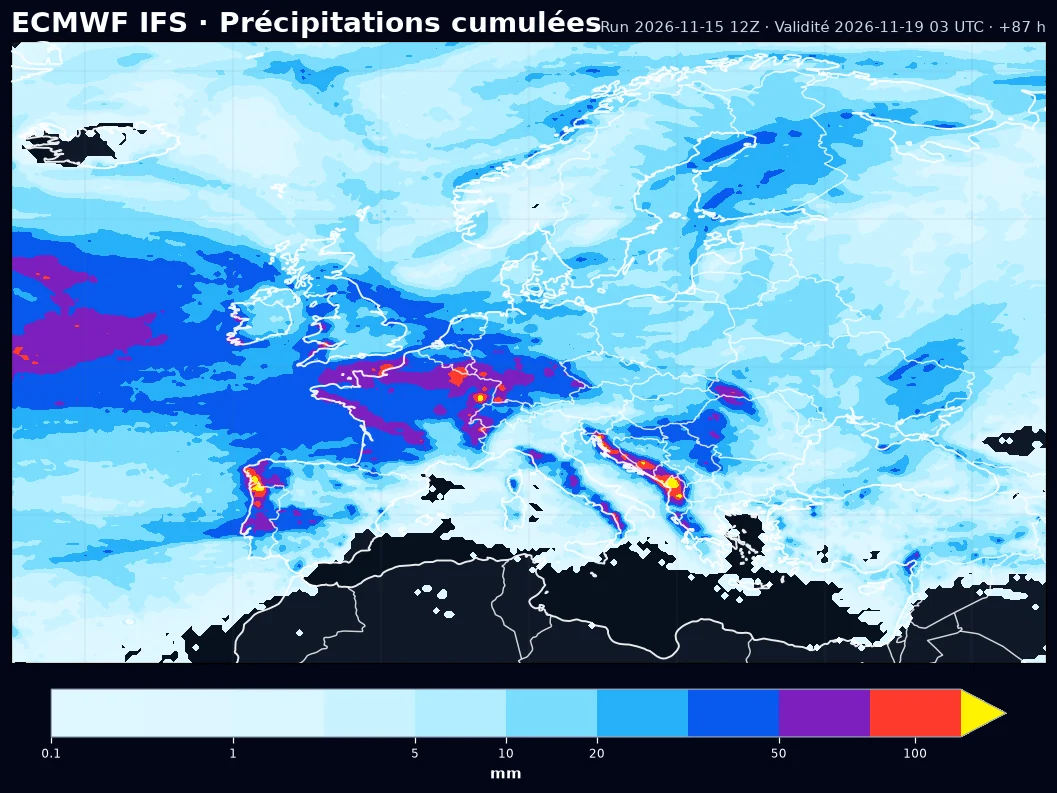 ECMWF IFS · Précipitations cumulées
Run 2026-11-15 12Z · Validité 2026-11-19 03 UTC · +87 h
0.1 1 5 10 20 50 100
mm